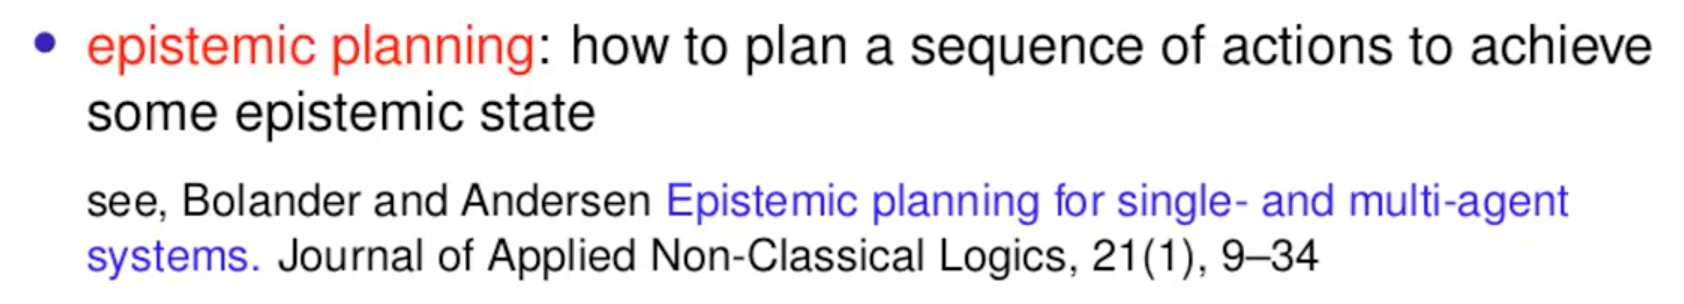 • epistemic planning: how to plan a sequence of actions to achieve
some epistemic state
see, Bolander and Andersen Epistemic planning for single- and multi-agent
systems. Journal of Applied Non-Classical Logics, 21(1), 9–34